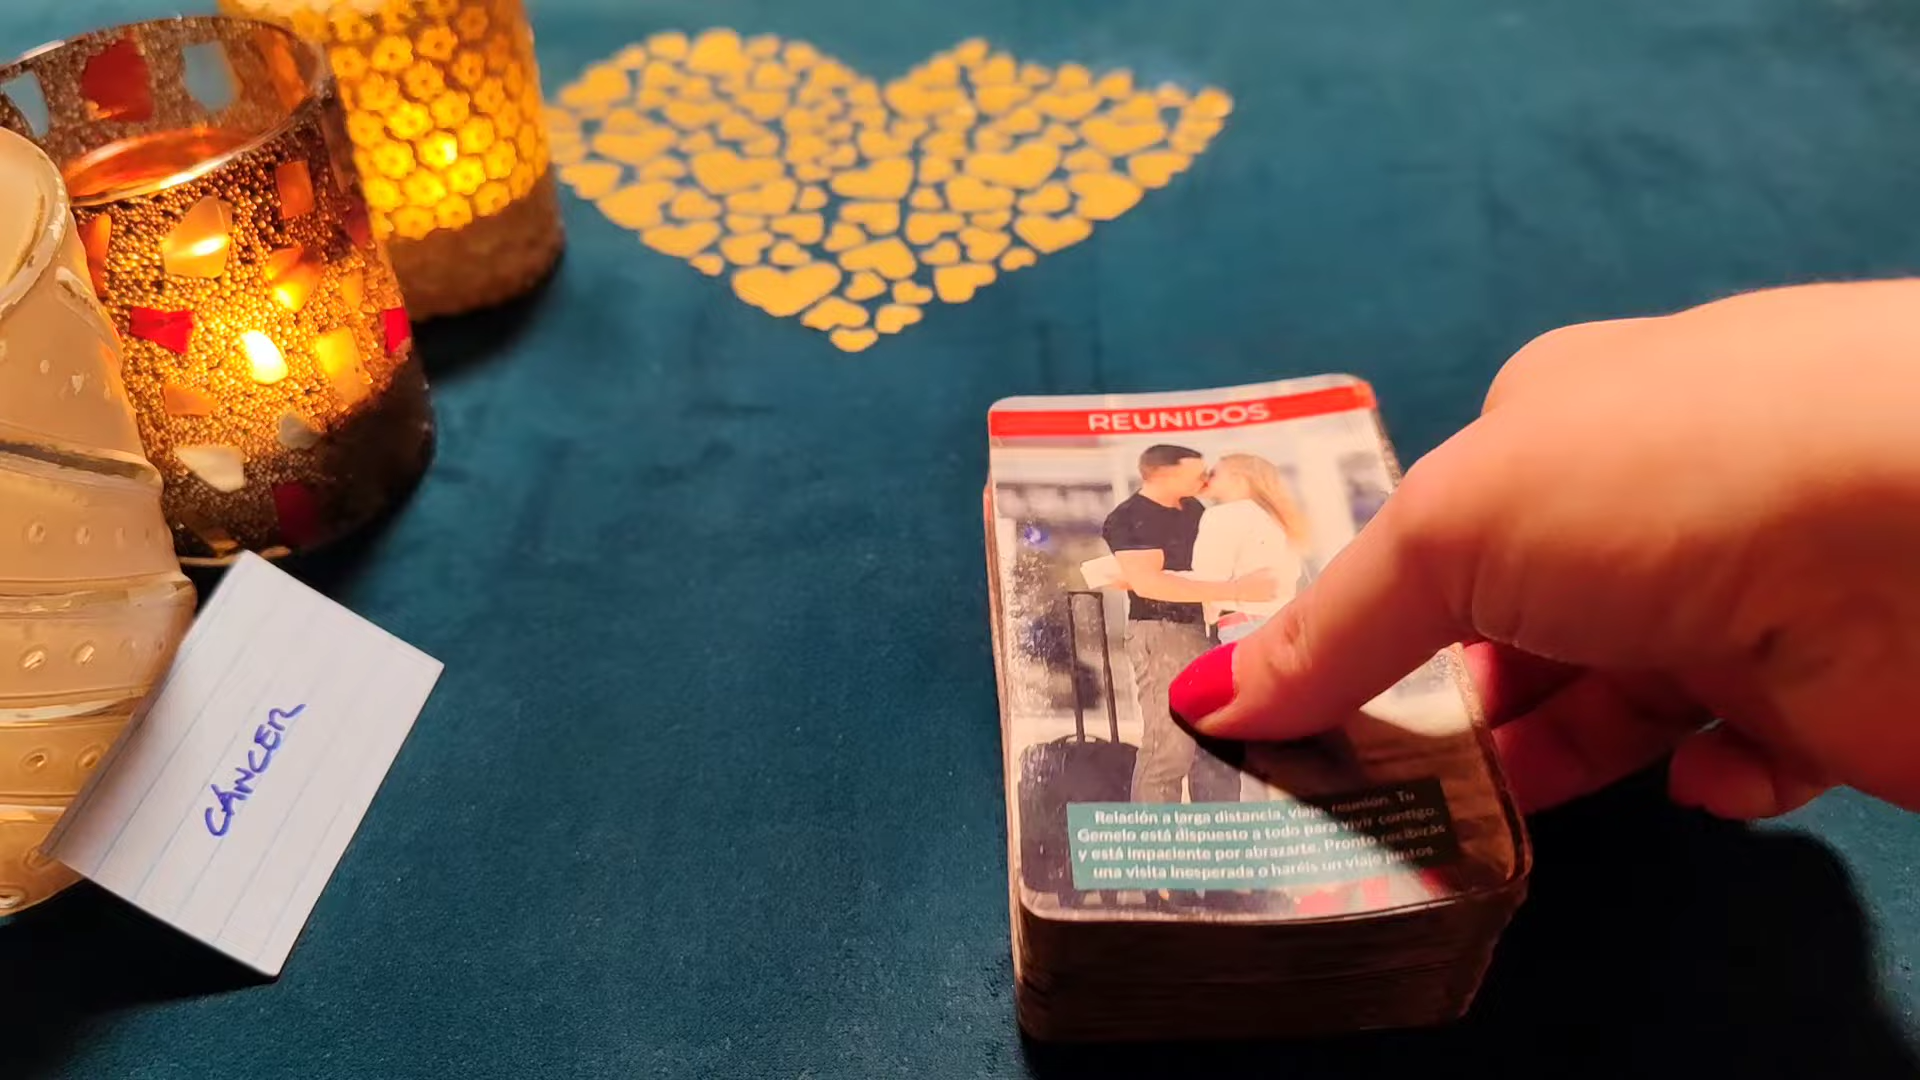 REUNIDOS
Relación a larga distancia, viaje, reunión. Tu
Gemelo está dispuesto a todo para vivir contigo.
y está impaciente por abrazarte. Pronto recibirás
una visita inesperada o haréis un viaje juntos
CÁNCER